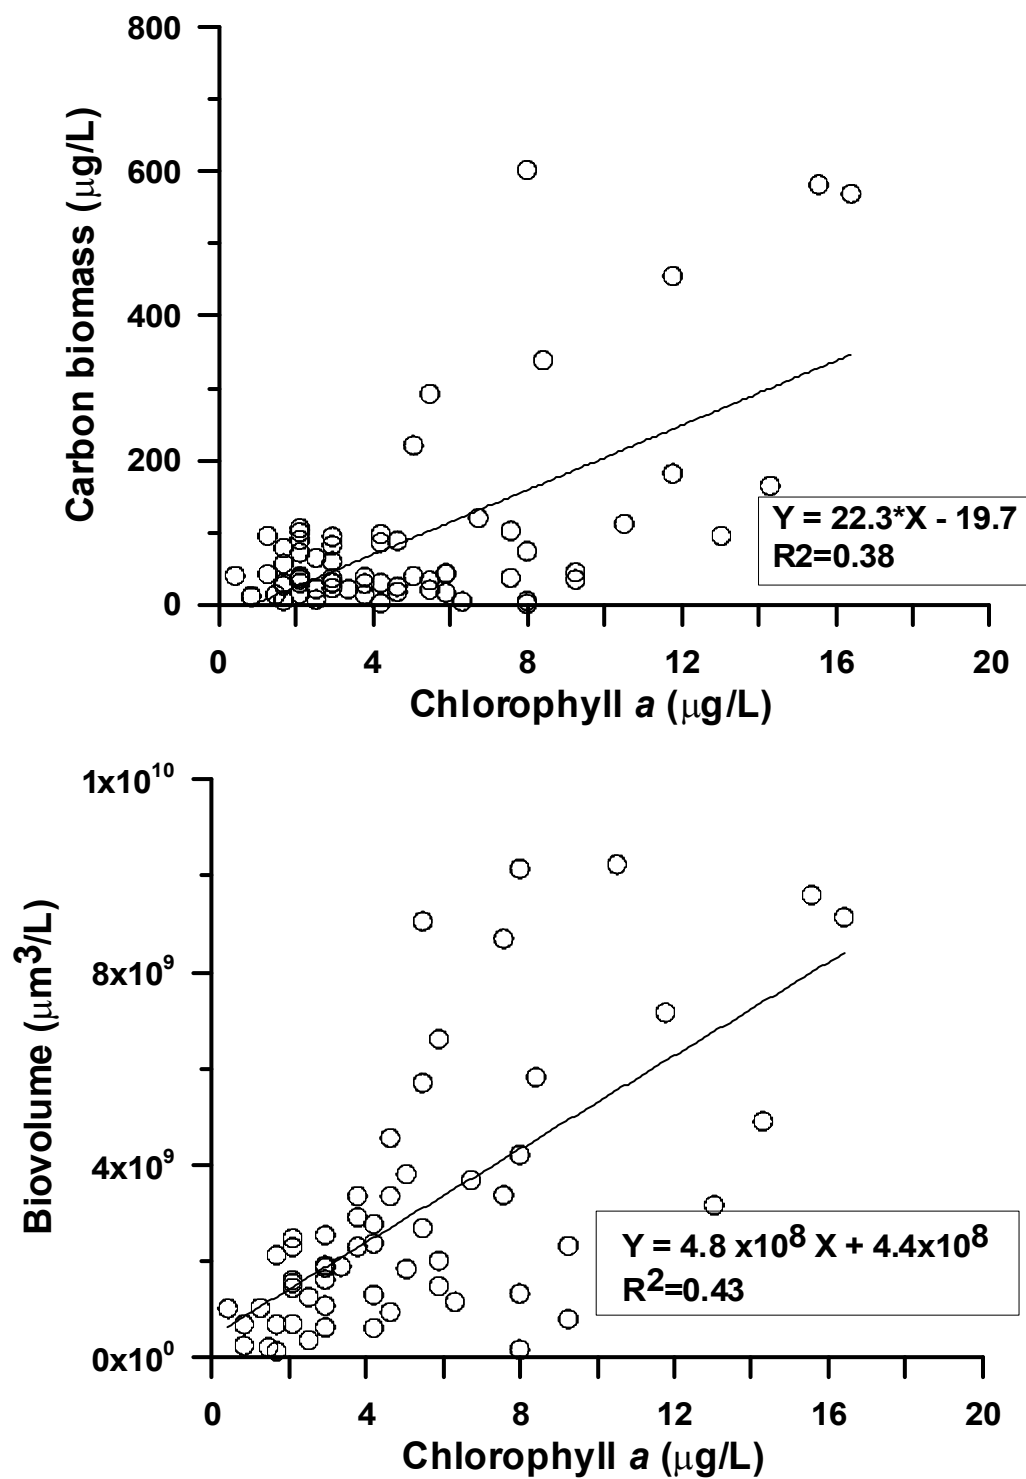 800
600
400
200
0
Carbon biomass (μg/L)
Y = 22.3*X - 19.7
R2=0.38
0 4 8 12 16 20
Chlorophyll a (μg/L)
1x10¹⁰
8x10⁹
4x10⁹
0x10⁰
Biovolume (μm³/L)
Y = 4.8 x10⁸ X + 4.4x10⁸
R²=0.43
0 4 8 12 16 20
Chlorophyll a (μg/L)